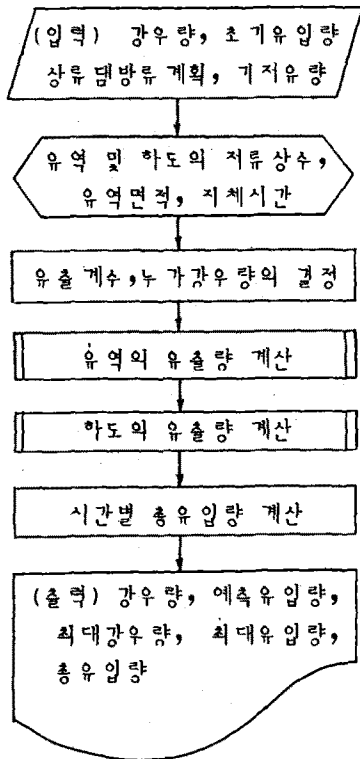 (입력) 강우량, 초기유입량
상류댐방류계획, 기저유량
유역 및 하도의 저류상수,
유역면적, 지체시간
유출계수,누가강우량의 결정
유역의 유출량 계산
하도의 유출량 계산
시간별 총유입량 계산
(출력) 강우량, 예측유입량,
최대강우량, 최대유입량,
총유입량